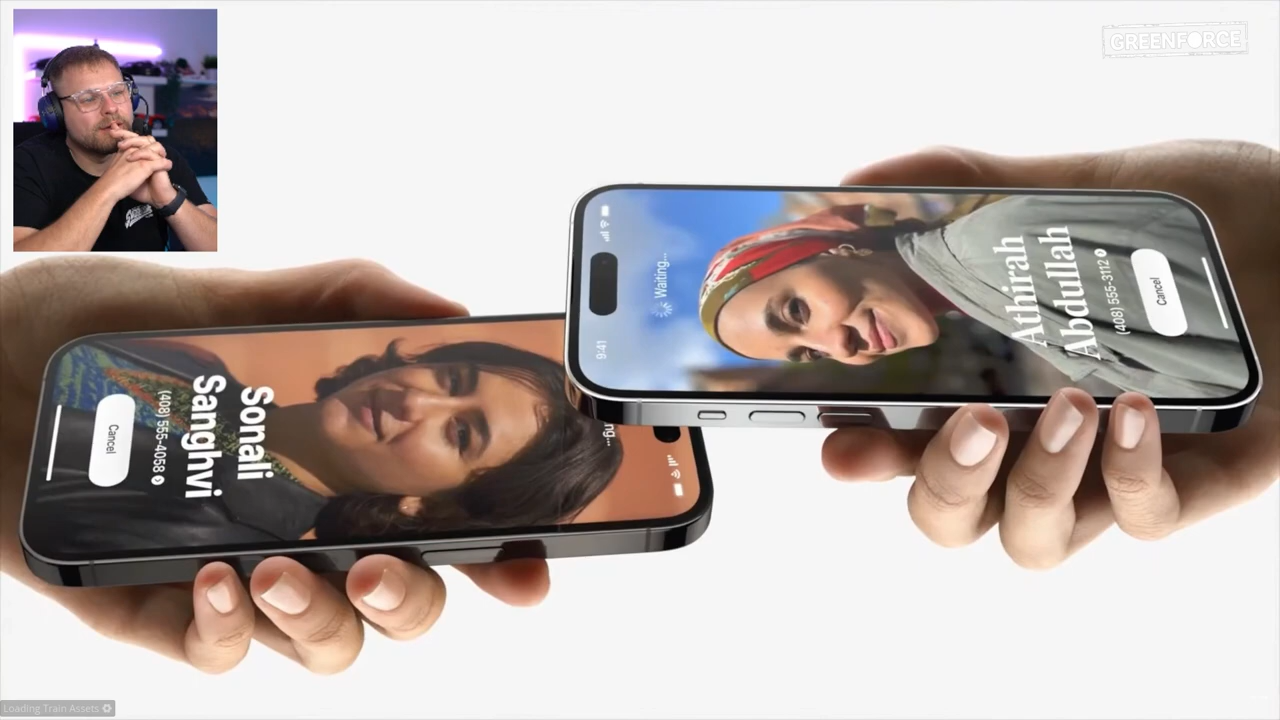 GREENFORCE
9:41
Waiting...
Athirah
Abdullah
(408) 555-3112
Cancel
ng...
Sonali
Sanghvi
(408) 555-4058
Cancel
Loading Train Assets